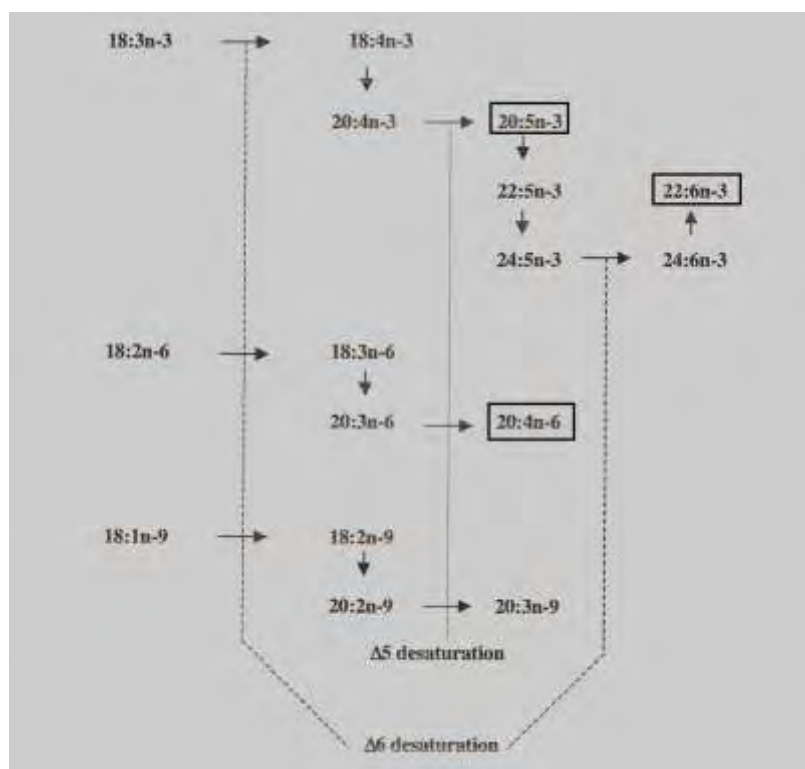 18:3n-3 18:4n-3
20:4n-3 20:5n-3
22:5n-3 22:6n-3
24:5n-3 24:6n-3
18:2n-6 18:3n-6
20:3n-6 20:4n-6
18:1n-9 18:2n-9
20:2n-9 20:3n-9
Δ5 desaturation
Δ6 desaturation